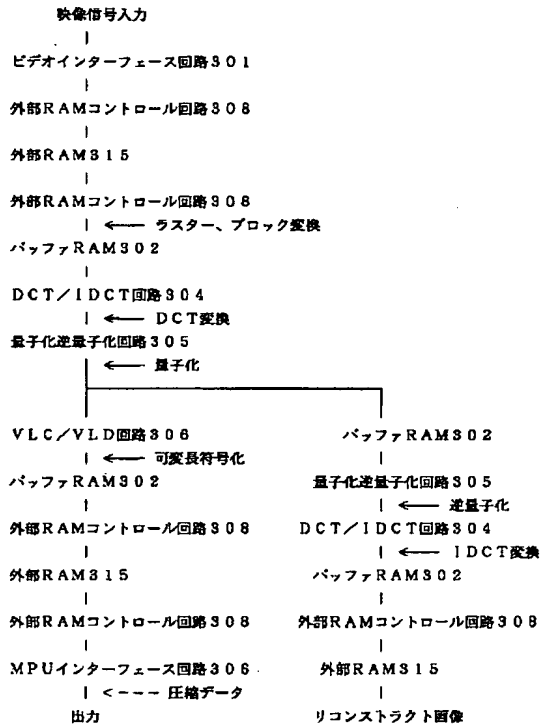 映像信号入力
ビデオインターフェース回路301
外部RAMコントロール回路308
外部RAM315
外部RAMコントロール回路308
ラスター、ブロック変換
バッファRAM302
DCT/IDCT回路304
DCT変換
量子化逆量子化回路305
量子化
VLC/VLD回路306 バッファRAM302
可変長符号化
バッファRAM302 量子化逆量子化回路305
逆量子化
外部RAMコントロール回路308 DCT/IDCT回路304
IDCT変換
外部RAM315 バッファRAM302
外部RAMコントロール回路308 外部RAMコントロール回路308
MPUインターフェース回路306 外部RAM315
圧縮データ
出力 リコンストラクト画像